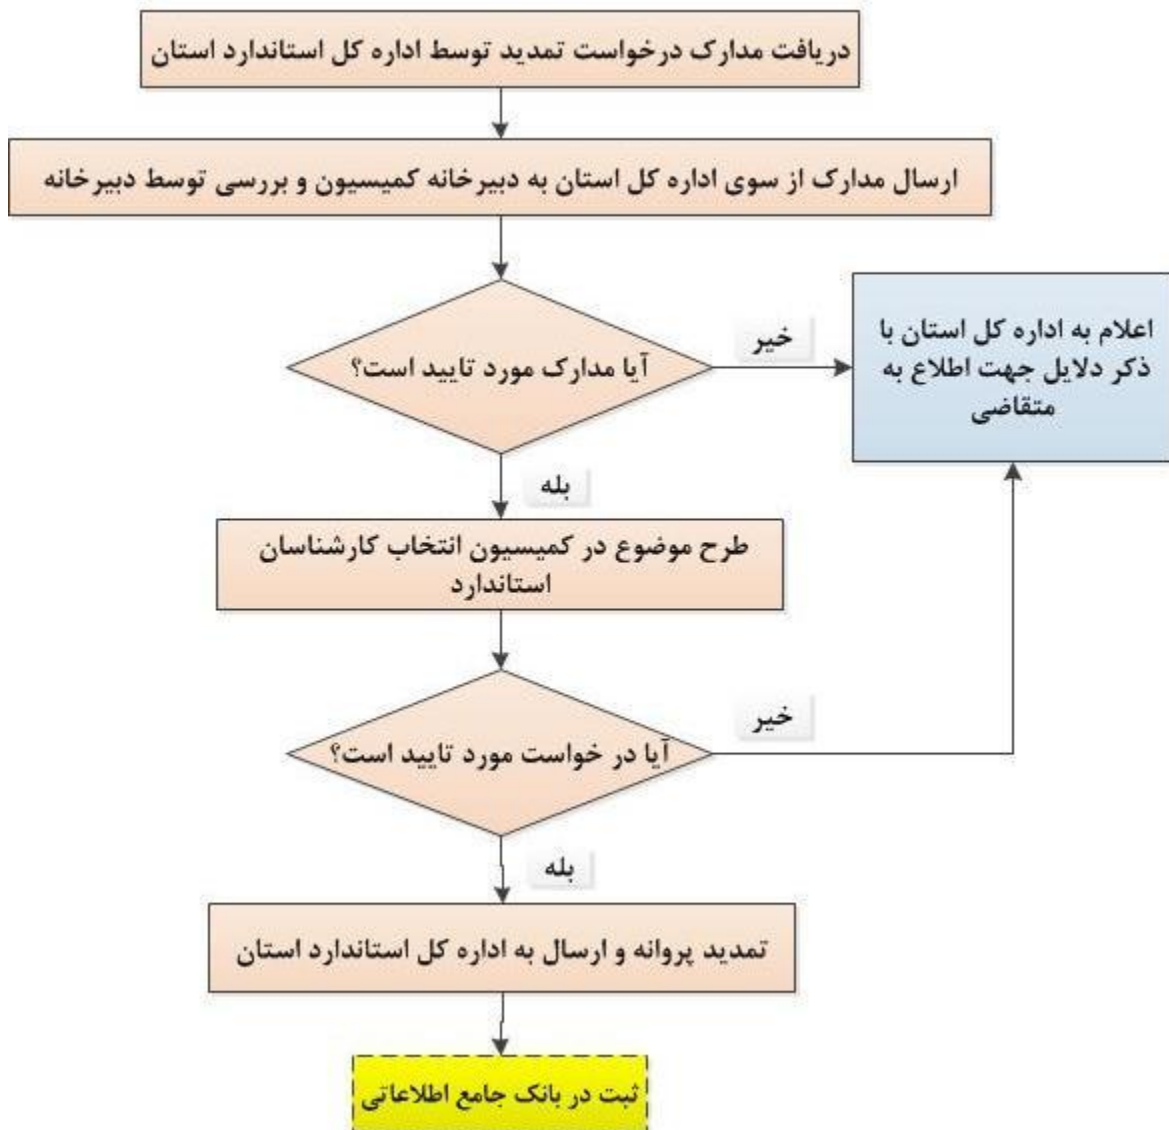 دریافت مدارک درخواست تمدید توسط اداره کل استاندارد استان
ارسال مدارک از سوی اداره کل استان به دبیرخانه کمیسیون و بررسی توسط دبیرخانه
آیا مدارک مورد تایید است؟
خیر
اعلام به اداره کل استان با
ذکر دلایل جهت اطلاع به
متقاضی
بله
طرح موضوع در کمیسیون انتخاب کارشناسان
استاندارد
آیا در خواست مورد تایید است؟
خیر
بله
تمدید پروانه و ارسال به اداره کل استاندارد استان
ثبت در بانک جامع اطلاعاتی